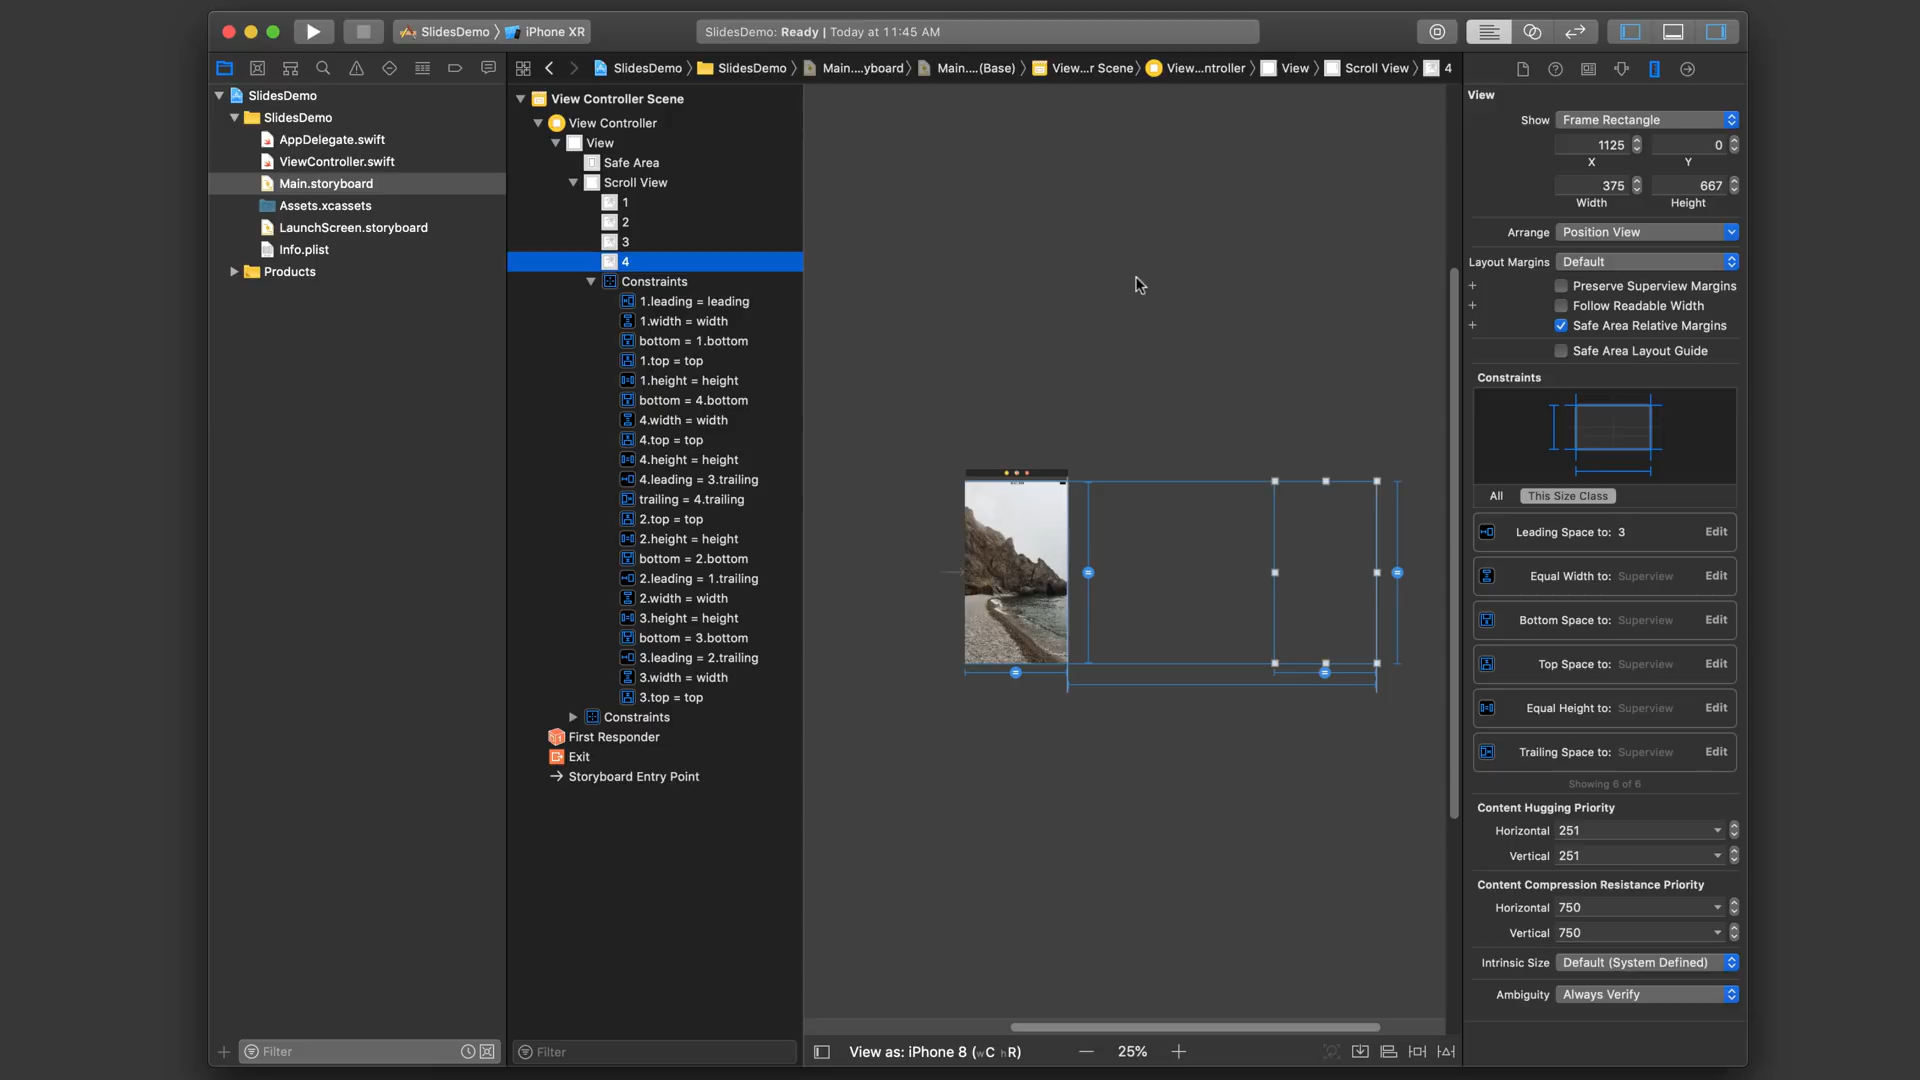 SlidesDemo
iPhone XR
SlidesDemo: Ready | Today at 11:45 AM
SlidesDemo
SlidesDemo
Main....yboard
Main....(Base)
View...r Scene
View...ntroller
View
Scroll View
4
SlidesDemo
SlidesDemo
AppDelegate.swift
ViewController.swift
Main.storyboard
Assets.xcassets
LaunchScreen.storyboard
Info.plist
Products
Filter
View Controller Scene
View Controller
View
Safe Area
Scroll View
1
2
3
4
Constraints
1.leading = leading
1.width = width
bottom = 1.bottom
1.top = top
1.height = height
bottom = 4.bottom
4.width = width
4.top = top
4.height = height
4.leading = 3.trailing
trailing = 4.trailing
2.top = top
2.height = height
bottom = 2.bottom
2.leading = 1.trailing
2.width = width
3.height = height
bottom = 3.bottom
3.leading = 2.trailing
3.width = width
3.top = top
Constraints
First Responder
Exit
Storyboard Entry Point
Filter
View as: iPhone 8 (wC hR)
25%
View
Show Frame Rectangle
1125 0
X Y
375 667
Width Height
Arrange Position View
Layout Margins Default
Preserve Superview Margins
Follow Readable Width
Safe Area Relative Margins
Safe Area Layout Guide
Constraints
All This Size Class
Leading Space to: 3 Edit
Equal Width to: Superview Edit
Bottom Space to: Superview Edit
Top Space to: Superview Edit
Equal Height to: Superview Edit
Trailing Space to: Superview Edit
Showing 6 of 6
Content Hugging Priority
Horizontal 251
Vertical 251
Content Compression Resistance Priority
Horizontal 750
Vertical 750
Intrinsic Size Default (System Defined)
Ambiguity Always Verify